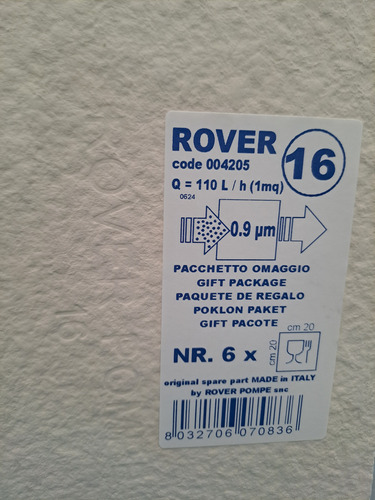 ROVER 16
code 004205
Q = 110 L / h (1mq)
0624
0.9 µm
PACCHETTO OMAGGIO
GIFT PACKAGE
PAQUETE DE REGALO
POKLON PAKET
GIFT PACOTE
cm 20
NR. 6 x
cm 20
original spare part MADE in ITALY
by ROVER POMPE snc
8 032706 070836